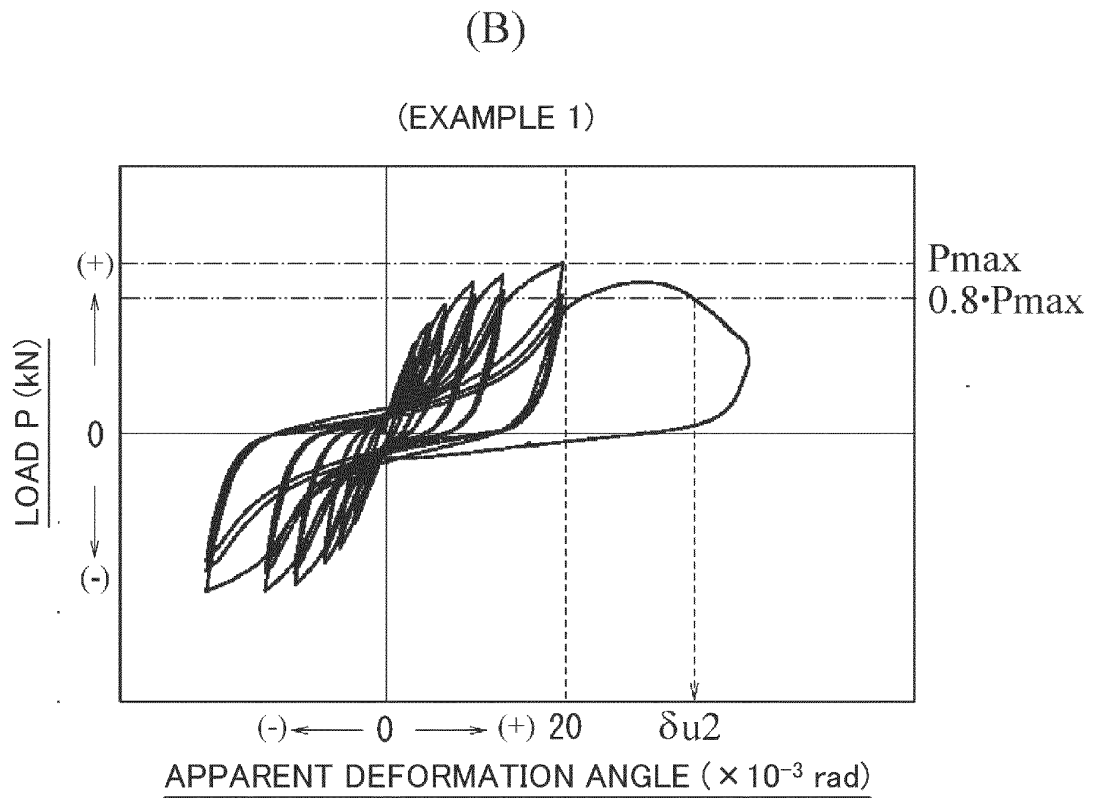 (B)
(EXAMPLE 1)
(+)
Pmax
0.8•Pmax
LOAD P (kN)
0
(-)
(-) 0 (+) 20 δu2
APPARENT DEFORMATION ANGLE (×10⁻³ rad)